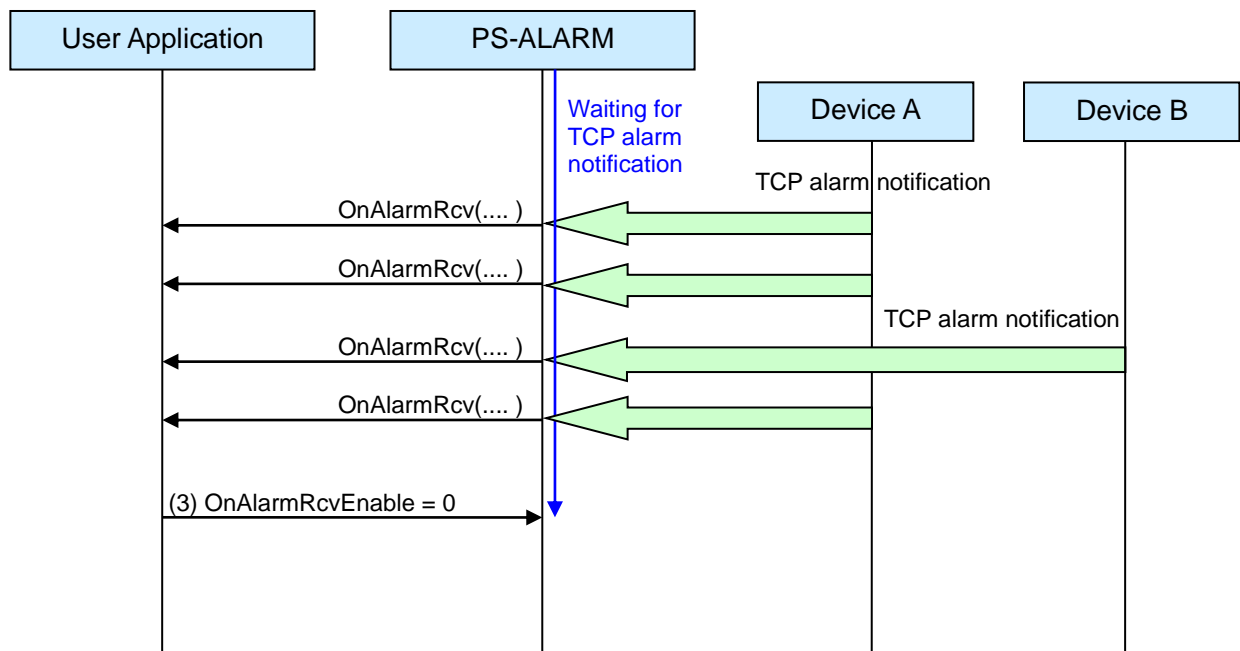 User Application
PS-ALARM
Device A
Device B
Waiting for
TCP alarm
notification
TCP alarm notification
OnAlarmRcv(.... )
OnAlarmRcv(.... )
TCP alarm notification
OnAlarmRcv(.... )
OnAlarmRcv(.... )
(3) OnAlarmRcvEnable = 0